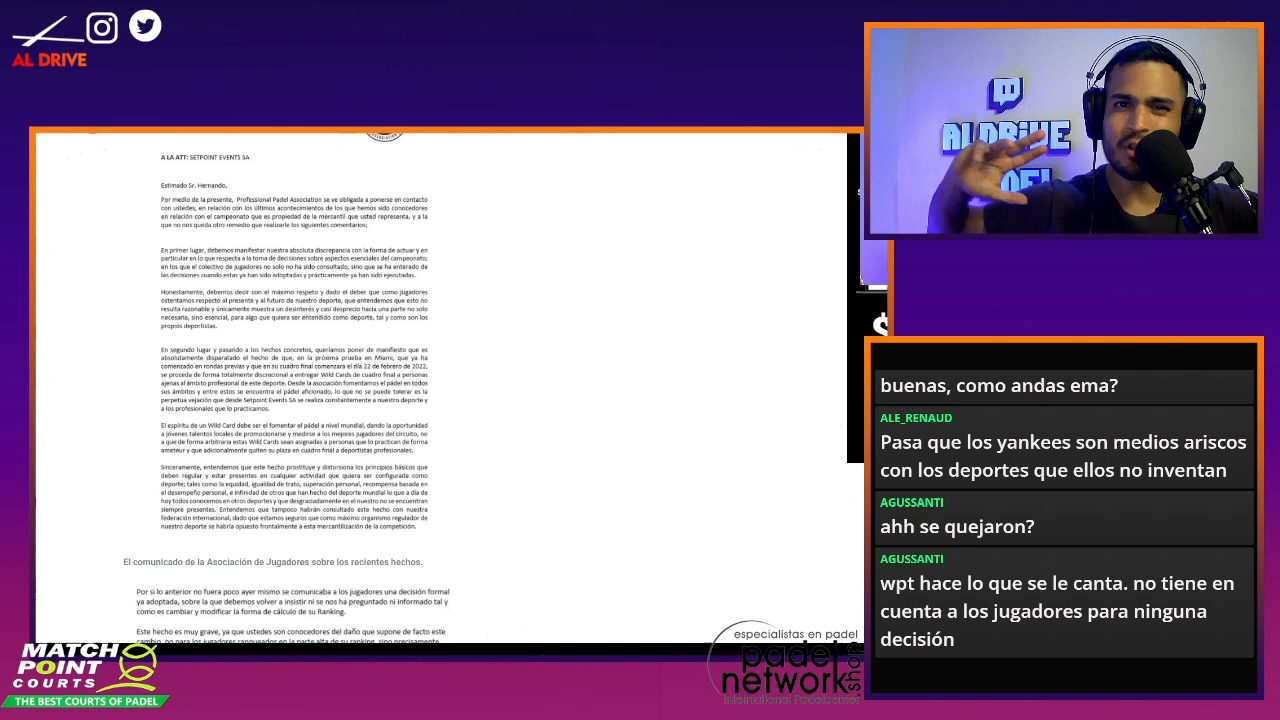 AL DRIVE
A LA ATT: SETPOINT EVENTS SA
Estimado Sr. Hernando,
Por medio de la presente, Professional Padel Association se ve obligada a ponerse en contacto
con ustedes, en relación con los últimos acontecimientos de los que hemos sido conocedores
en relación con el campeonato que es propiedad de la mercantil que usted representa, y a la
que no nos queda otro remedio que realizarle los siguientes comentarios;
En primer lugar, debemos manifestar nuestra absoluta discrepancia con la forma de actuar y en
particular en lo que respecta a la toma de decisiones sobre aspectos esenciales del campeonato;
en los que el colectivo de jugadores no solo no ha sido consultado, sino que se ha enterado de
las decisiones cuando estas ya han sido adoptadas y prácticamente ya han sido ejecutadas.
Honestamente, debemos decir con el máximo respeto y dado el deber que como jugadores
ostentamos respecto al presente y al futuro de nuestro deporte, que entendemos que esto no
resulta razonable y únicamente muestra un desinterés y casi desprecio hacia una parte no solo
necesaria, sino esencial, para algo que quiera ser entendido como deporte, tal y como son los
propios deportistas.
En segundo lugar y pasando a los hechos concretos, queríamos poner de manifiesto que es
absolutamente disparatado el hecho de que, en la próxima prueba en Miami, que ya ha
comenzado en rondas previas y que en su cuadro final comenzara el día 22 de febrero de 2022,
se proceda de forma totalmente discrecional a entregar Wild Cards de cuadro final a personas
ajenas al ámbito profesional de este deporte. Desde la asociación fomentamos el pádel en todos
sus ámbitos y entre estos se encuentra el pádel aficionado, lo que no se puede tolerar es la
perpetua vejación que desde Setpoint Events SA se realiza constantemente a nuestro deporte y
a los profesionales que lo practicamos.
El espíritu de un Wild Card debe ser el fomentar el pádel a nivel mundial, dando la oportunidad
a jóvenes talentos locales de promocionarse y medirse a los mejores jugadores del circuito, no
a que de forma arbitraria estas Wild Cards sean asignadas a personas que lo practican de forma
ameteur y que adicionalmente quiten su plaza en cuadro final a deportistas profesionales.
Sinceramente, entendemos que este hecho prostituye y distorsiona los principios básicos que
deben regular y estar presentes en cualquier actividad que quiera ser configurada como
deporte; tales como la equidad, igualdad de trato, superación personal, recompensa basada en
el desempeño personal, e infinidad de otros que han hecho del deporte mundial lo que a día de
hoy todos conocemos en otros deportes y que desgraciadamente en el nuestro no se encuentran
siempre presentes. Entendemos que tampoco habrán consultado este hecho con nuestra
federación internacional, dado que estamos seguros que como máximo organismo regulador de
nuestro deporte se habría opuesto frontalmente a esta mercantilización de la competición.
El comunicado de la Asociación de Jugadores sobre los recientes hechos.
Por si lo anterior no fuera poco ayer mismo se comunicaba a los jugadores una decisión formal
ya adoptada, sobre la que debemos volver a insistir ni se nos ha preguntado ni informado tal y
como es cambiar y modificar la forma de cálculo de su Ranking.
Este hecho es muy grave, ya que ustedes son conocedores del daño que supone de facto este
cambio, no para los jugadores ranqueados en la parte alta de su ranking, sino precisamente
MATCH
POINT
COURTS
THE BEST COURTS OF PADEL
especialistas en padel
padel
network
.shop
International Padelcenter
AL DRIVE
$
buenas, como andas ema?
ALE_RENAUD
Pasa que los yankees son medios ariscos
con los deportes que ellos no inventan
AGUSSANTI
ahh se quejaron?
AGUSSANTI
wpt hace lo que se le canta. no tiene en
cuenta a los jugadores para ninguna
decisión